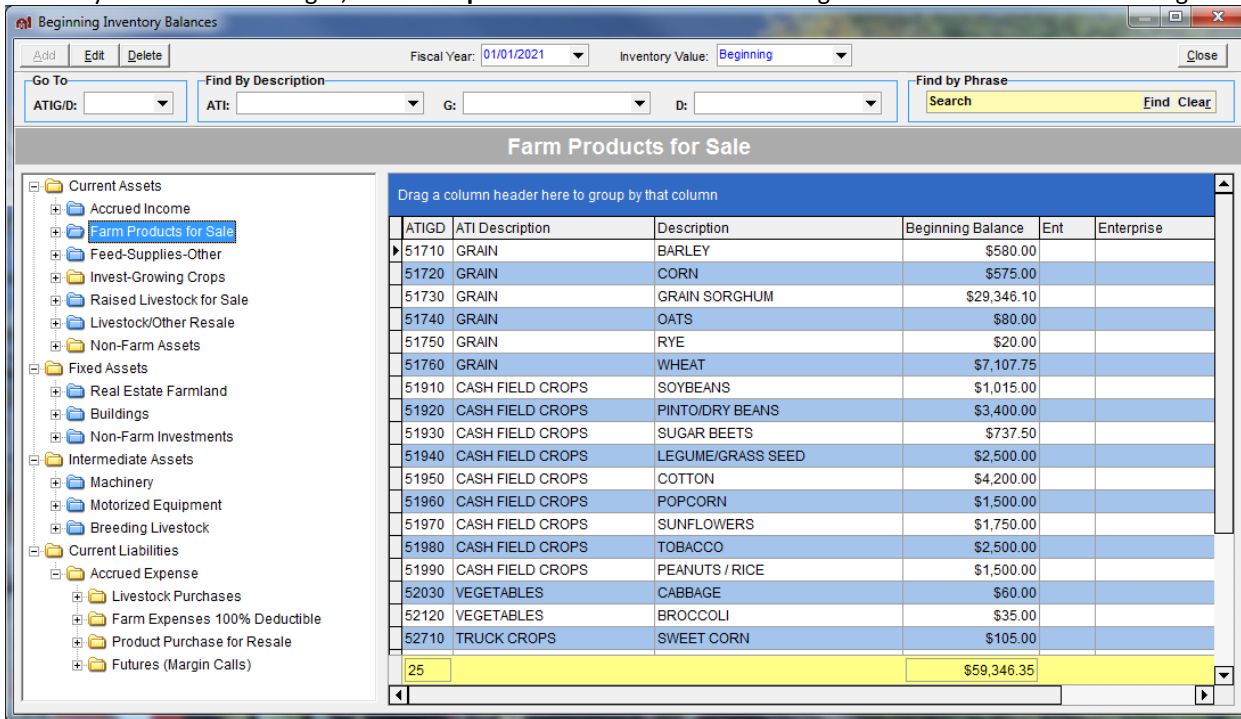 Beginning Inventory Balances
Add Edit Delete Fiscal Year: 01/01/2021 Inventory Value: Beginning Close
Go To Find By Description Find by Phrase
ATIG/D: ATI: G: D: Search Find Clear
Farm Products for Sale
Current Assets
Accrued Income
Farm Products for Sale
Feed-Supplies-Other
Invest-Growing Crops
Raised Livestock for Sale
Livestock/Other Resale
Non-Farm Assets
Fixed Assets
Real Estate Farmland
Buildings
Non-Farm Investments
Intermediate Assets
Machinery
Motorized Equipment
Breeding Livestock
Current Liabilities
Accrued Expense
Livestock Purchases
Farm Expenses 100% Deductible
Product Purchase for Resale
Futures (Margin Calls)
Drag a column header here to group by that column
ATIGD ATI Description Description Beginning Balance Ent Enterprise
51710 GRAIN BARLEY $580.00
51720 GRAIN CORN $575.00
51730 GRAIN GRAIN SORGHUM $29,346.10
51740 GRAIN OATS $80.00
51750 GRAIN RYE $20.00
51760 GRAIN WHEAT $7,107.75
51910 CASH FIELD CROPS SOYBEANS $1,015.00
51920 CASH FIELD CROPS PINTO/DRY BEANS $3,400.00
51930 CASH FIELD CROPS SUGAR BEETS $737.50
51940 CASH FIELD CROPS LEGUME/GRASS SEED $2,500.00
51950 CASH FIELD CROPS COTTON $4,200.00
51960 CASH FIELD CROPS POPCORN $1,500.00
51970 CASH FIELD CROPS SUNFLOWERS $1,750.00
51980 CASH FIELD CROPS TOBACCO $2,500.00
51990 CASH FIELD CROPS PEANUTS / RICE $1,500.00
52030 VEGETABLES CABBAGE $60.00
52120 VEGETABLES BROCCOLI $35.00
52710 TRUCK CROPS SWEET CORN $105.00
25 $59,346.35